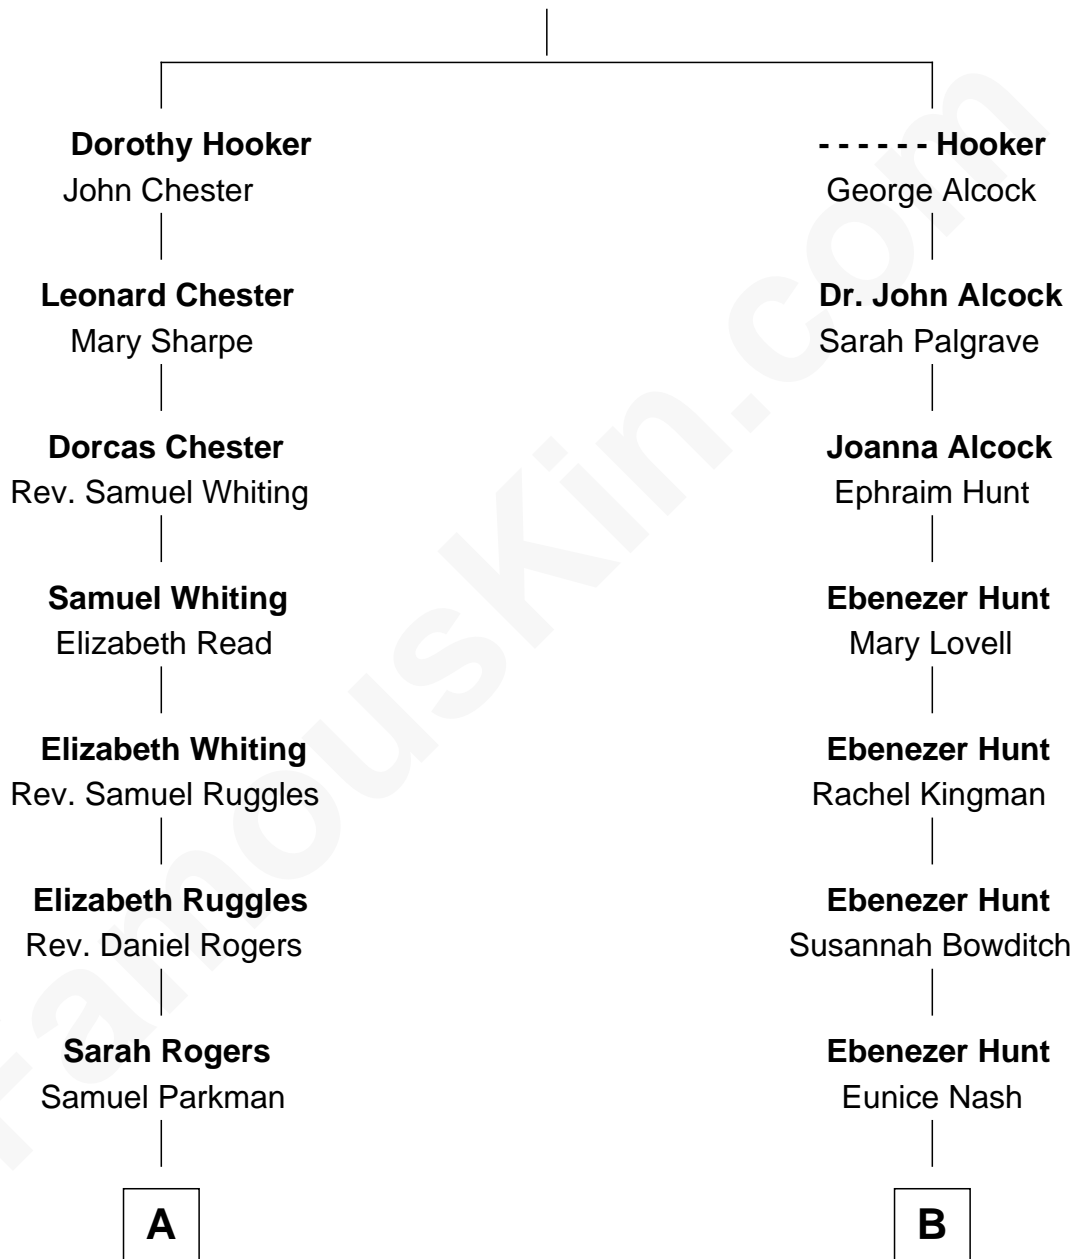 Dorothy Hooker
John Chester
Leonard Chester
Mary Sharpe
Dorcas Chester
Rev. Samuel Whiting
Samuel Whiting
Elizabeth Read
Elizabeth Whiting
Rev. Samuel Ruggles
Elizabeth Ruggles
Rev. Daniel Rogers
Sarah Rogers
Samuel Parkman
A
- - - - - - Hooker
George Alcock
Dr. John Alcock
Sarah Palgrave
Joanna Alcock
Ephraim Hunt
Ebenezer Hunt
Mary Lovell
Ebenezer Hunt
Rachel Kingman
Ebenezer Hunt
Susannah Bowditch
Ebenezer Hunt
Eunice Nash
B
FamousKin.com